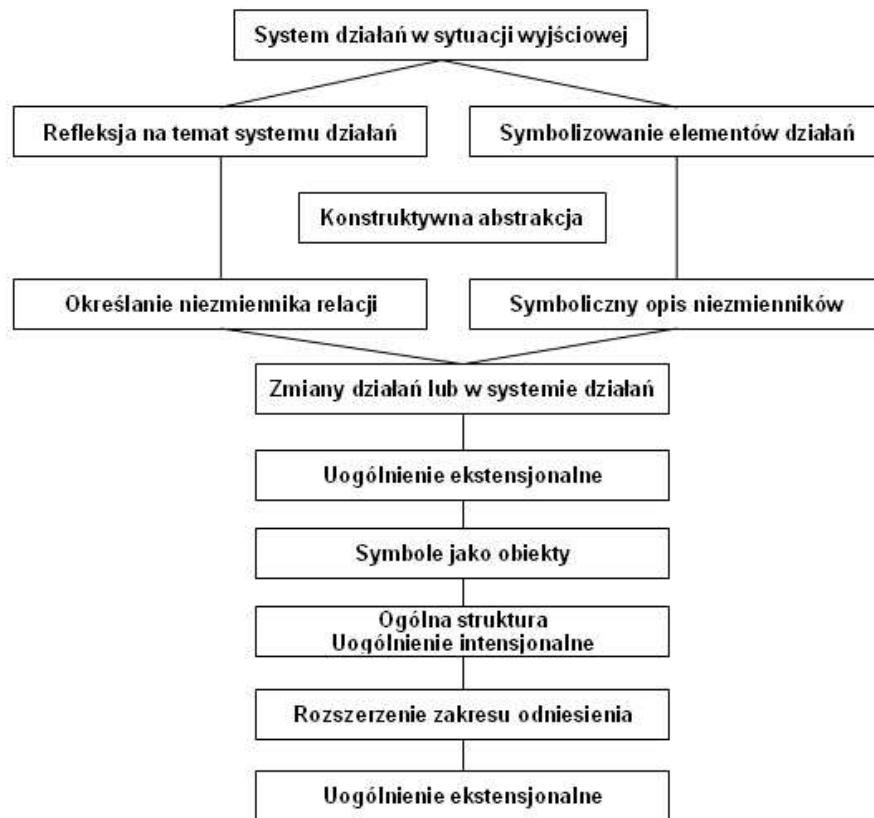 System działań w sytuacji wyjściowej
Refleksja na temat systemu działań
Symbolizowanie elementów działań
Konstruktywna abstrakcja
Określanie niezmiennika relacji
Symboliczny opis niezmienników
Zmiany działań lub w systemie działań
Uogólnienie ekstensjonalne
Symbole jako obiekty
Ogólna struktura
Uogólnienie intensjonalne
Rozszerzenie zakresu odniesienia
Uogólnienie ekstensjonalne